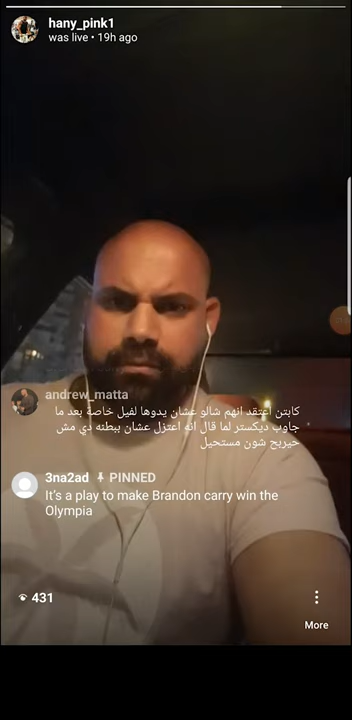 hany_pink1
was live • 19h ago
andrew_matta
كابتن اعتقد انهم شالو عشان يدوها لفيل خاصة بعد ما
جاوب ديكستر لما قال انه اعتزل عشان ببطنه دي مش
حيربح شون مستحيل
3na2ad PINNED
It's a play to make Brandon carry win the
Olympia
431
More